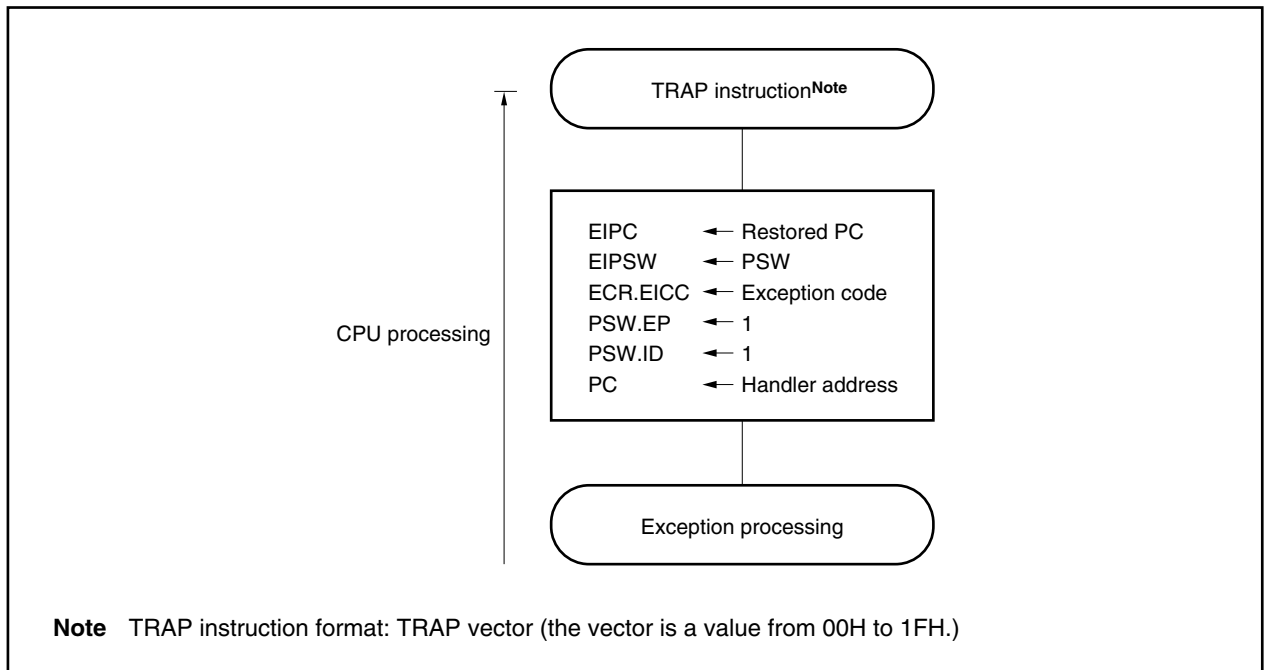 TRAP instructionNote
EIPC ← Restored PC
EIPSW ← PSW
ECR.EICC ← Exception code
PSW.EP ← 1
PSW.ID ← 1
PC ← Handler address
CPU processing
Exception processing
Note TRAP instruction format: TRAP vector (the vector is a value from 00H to 1FH.)